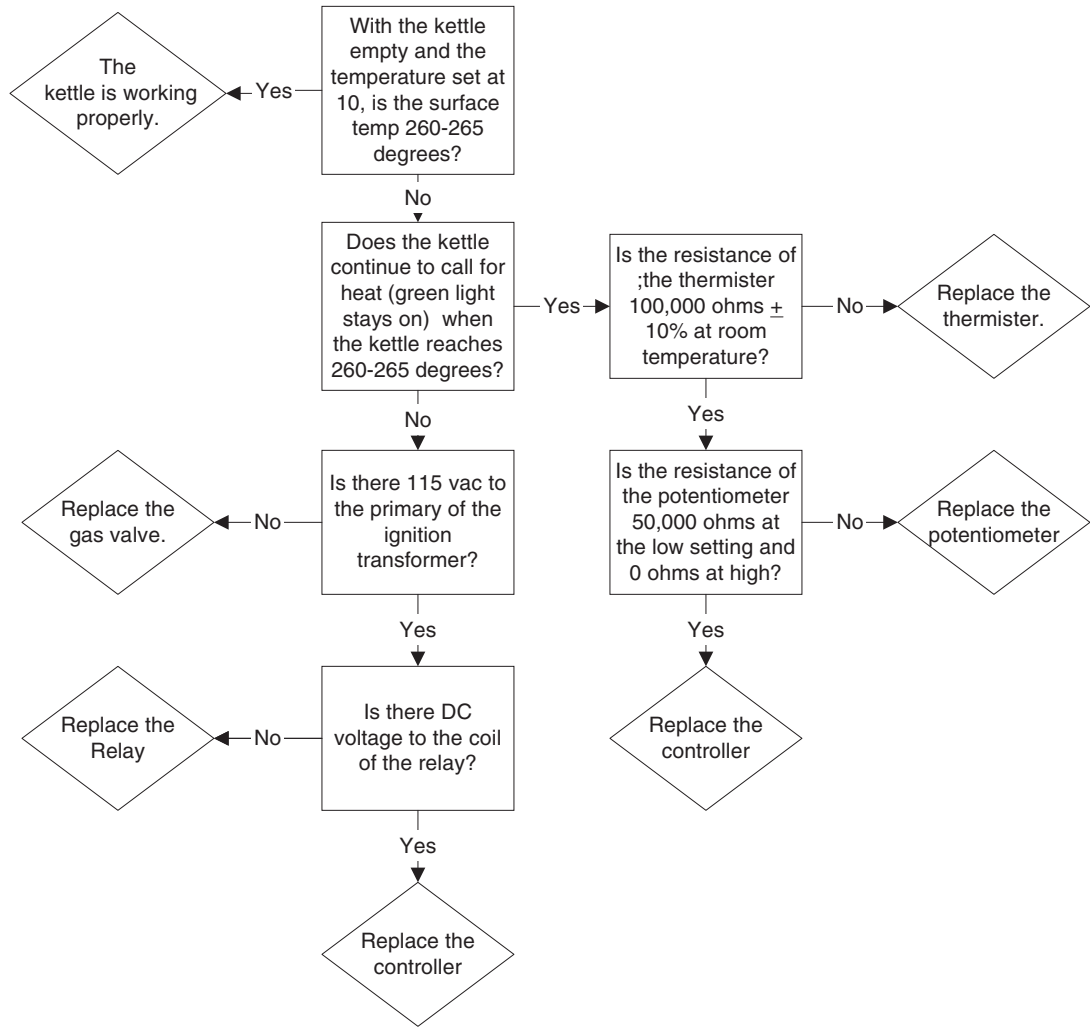 The
kettle is working
properly.
Yes
With the kettle
empty and the
temperature set at
10, is the surface
temp 260-265
degrees?
No
Does the kettle
continue to call for
heat (green light
stays on) when
the kettle reaches
260-265 degrees?
Yes
Is the resistance of
;the thermister
100,000 ohms +
10% at room
temperature?
No
Replace the
thermister.
No
Yes
Replace the
gas valve.
No
Is there 115 vac to
the primary of the
ignition
transformer?
Is the resistance of
the potentiometer
50,000 ohms at
the low setting and
0 ohms at high?
No
Replace the
potentiometer
Yes
Yes
Replace the
Relay
No
Is there DC
voltage to the coil
of the relay?
Replace the
controller
Yes
Replace the
controller